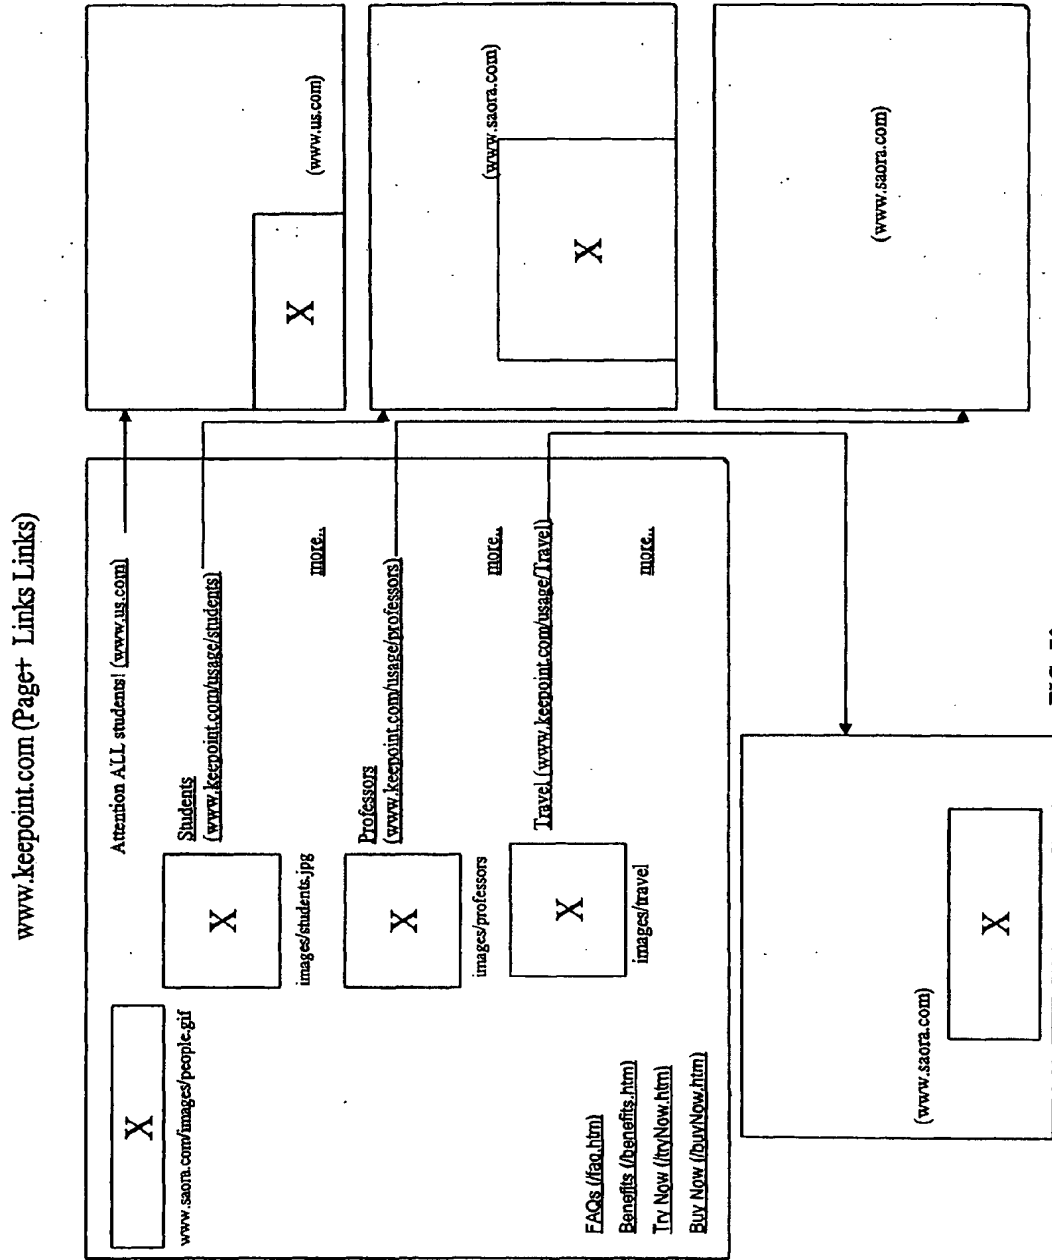 www.keepoint.com (Page+ Links Links)
X
www.saora.com/images/people.gif
Attention ALL students! (www.us.com)
X
images/students.jpg
Students
(www.keepoint.com/usage/students)
more..
X
images/professors
Professors
(www.keepoint.com/usage/professors)
more..
X
images/travel
Travel (www.keepoint.com/usage/Travel)
more..
FAQs (/faq.htm)
Benefits (/benefits.htm)
Try Now (/tryNow.htm)
Buy Now (/buyNow.htm)
X
(www.us.com)
X
(www.saora.com)
(www.saora.com)
(www.saora.com)
X